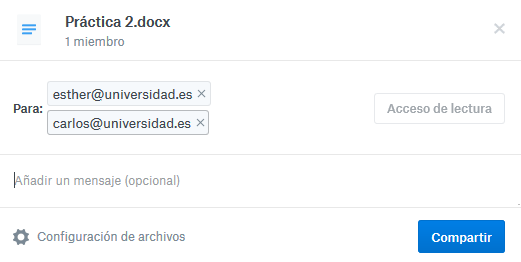 Práctica 2.docx
1 miembro
Para:
esther@universidad.es
carlos@universidad.es
Acceso de lectura
Añadir un mensaje (opcional)
Configuración de archivos
Compartir